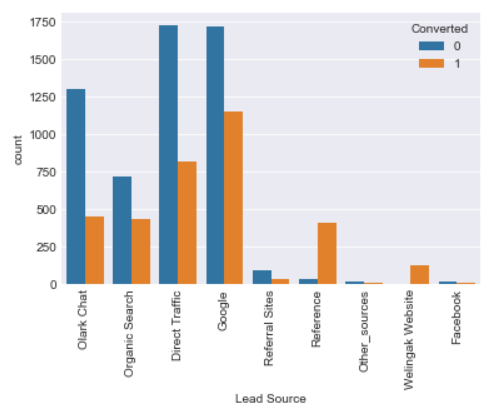 1750
1500
1250
1000
750
500
250
0
count
Converted
0
1
Olark Chat
Organic Search
Direct Traffic
Google
Referral Sites
Reference
Other_sources
Welingak Website
Facebook
Lead Source